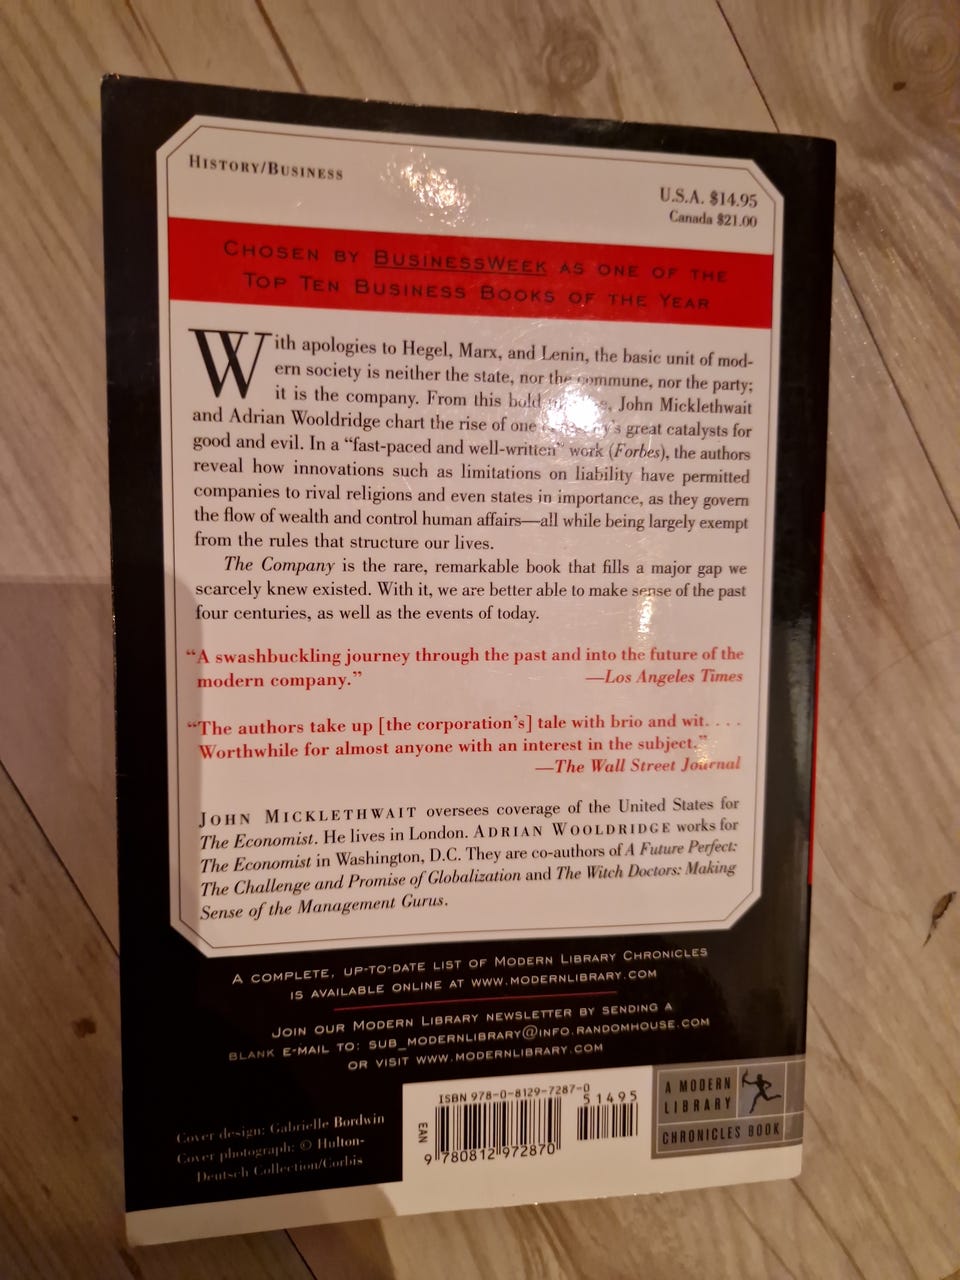 HISTORY/BUSINESS
U.S.A. $14.95
Canada $21.00
CHOSEN BY BUSINESSWEEK AS ONE OF THE
TOP TEN BUSINESS BOOKS OF THE YEAR
With apologies to Hegel, Marx, and Lenin, the basic unit of mod-
ern society is neither the state, nor the commune, nor the party;
it is the company. From this bold John Micklethwait
and Adrian Wooldridge chart the rise of one great catalysts for
good and evil. In a “fast-paced and well-written” work (Forbes), the authors
reveal how innovations such as limitations on liability have permitted
companies to rival religions and even states in importance, as they govern
the flow of wealth and control human affairs—all while being largely exempt
from the rules that structure our lives.
The Company is the rare, remarkable book that fills a major gap we
scarcely knew existed. With it, we are better able to make sense of the past
four centuries, as well as the events of today.
“A swashbuckling journey through the past and into the future of the
modern company.” —Los Angeles Times
“The authors take up [the corporation’s] tale with brio and wit. . . .
Worthwhile for almost anyone with an interest in the subject.”
—The Wall Street Journal
JOHN MICKLETHWAIT oversees coverage of the United States for
The Economist. He lives in London. ADRIAN WOOLDRIDGE works for
The Economist in Washington, D.C. They are co-authors of A Future Perfect:
The Challenge and Promise of Globalization and The Witch Doctors: Making
Sense of the Management Gurus.
A COMPLETE, UP-TO-DATE LIST OF MODERN LIBRARY CHRONICLES
IS AVAILABLE ONLINE AT WWW.MODERNLIBRARY.COM
JOIN OUR MODERN LIBRARY NEWSLETTER BY SENDING A
BLANK E-MAIL TO: SUB_MODERNLIBRARY@INFO.RANDOMHOUSE.COM
OR VISIT WWW.MODERNLIBRARY.COM
Cover design: Gabrielle Bordwin
Cover photograph: © Hulton-
Deutsch Collection/Corbis
ISBN 978-0-8129-7287-0
51495
EAN
9 780812 972870
A MODERN
LIBRARY
CHRONICLES BOOK